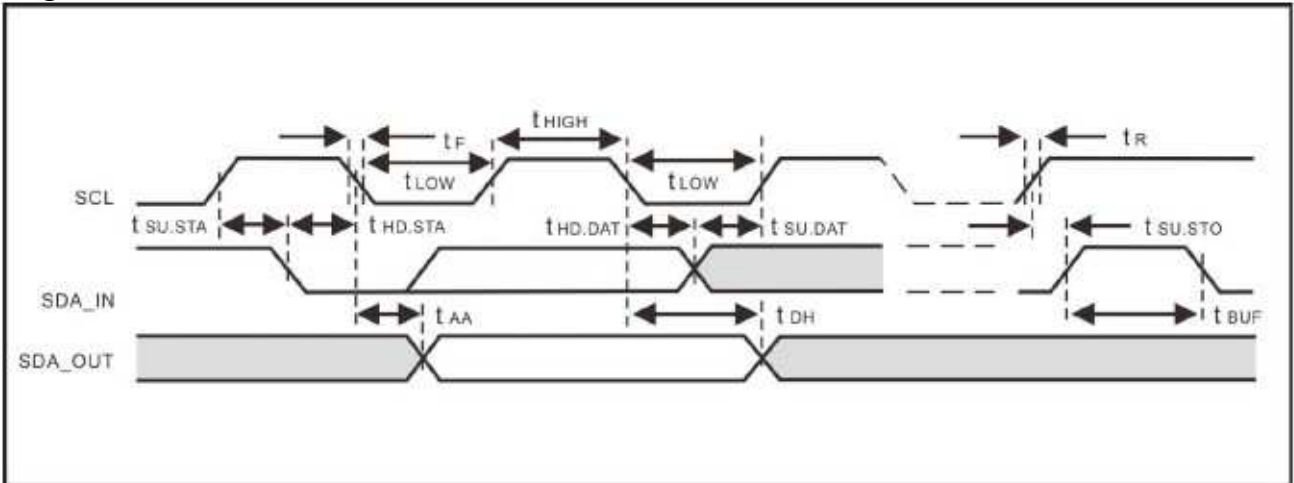 t HIGH
t F
t R
t LOW
t LOW
SCL
t SU.STA
t HD.STA
t HD.DAT
t SU.DAT
t SU.STO
SDA_IN
t AA
t DH
t BUF
SDA_OUT